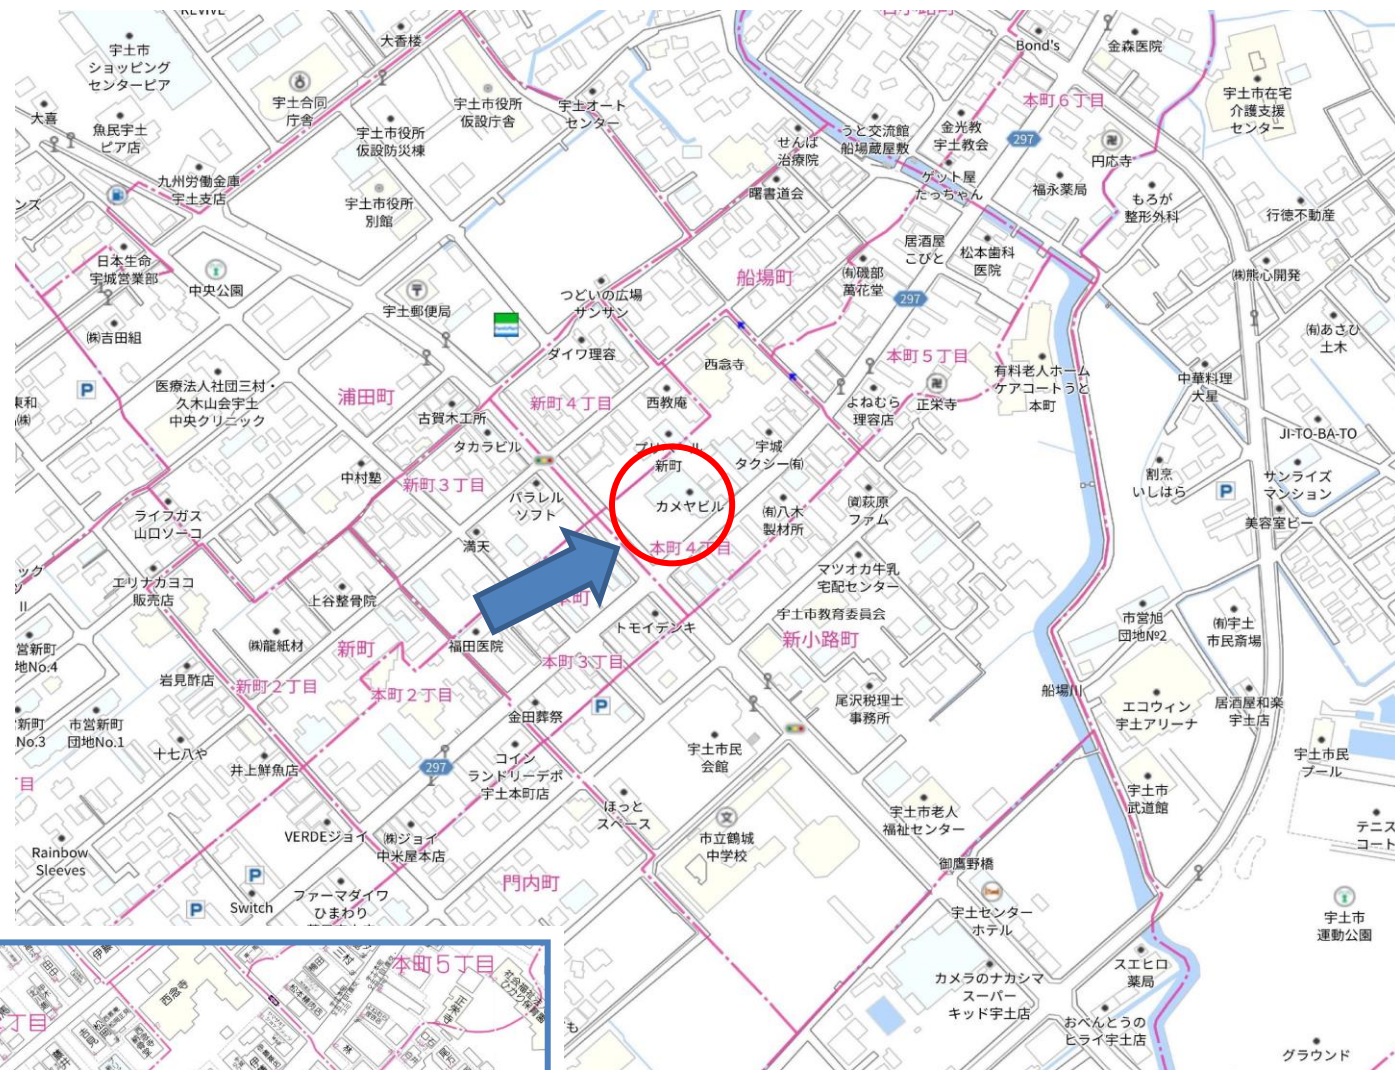 REVIVE
宇土市
ショッピング
センターピア
大香楼
Bond's
金森医院
宇土合同
庁舎
宇土市役所
仮設庁舎
宇土オート
センター
本町6丁目
宇土市在宅
介護支援
センター
大喜
魚民宇土
ピア店
宇土市役所
仮設防災棟
せんば
治療院
うと交流館
船場蔵屋敷
金光教
宇土教会
297
円応寺
九州労働金庫
宇土支店
宇土市役所
別館
曙書道会
ゲット屋
たっちゃん
福永薬局
もろが
整形外科
行徳不動産
ンズ
日本生命
宇城営業部
中央公園
宇土郵便局
つどいの広場
サンサン
船場町
㈲磯部
萬花堂
居酒屋
こびと
松本歯科
医院
㈱熊心開発
297
㈱吉田組
FamilyMart
ダイワ理容
西念寺
本町5丁目
㈲あさひ
土木
P
医療法人社団三村・
久木山会宇土
中央クリニック
浦田町
古賀木工所
新町4丁目
西教庵
よねむら
理容店
正栄寺
有料老人ホーム
ケアコートうと
本町
中華料理
大星
東和
㈱
タカラビル
新町
宇城
タクシー㈲
JI-TO-BA-TO
中村塾
新町3丁目
パラレル
ソフト
カメヤビル
㈲八木
製材所
㈲萩原
ファム
割烹
いしはら
P
サンライズ
マンション
ライフガス
山口ソーコ
満天
本町4丁目
美容室ビー
ック
II
エリナカヨコ
販売店
上谷整骨院
マツオカ牛乳
宅配センター
トモイデンキ
宇土市教育委員会
新小路町
市営旭
団地№2
㈲宇土
市民斎場
営新町
地No.4
㈱龍紙材
新町
福田医院
岩見酢店
新町2丁目
本町2丁目
本町3丁目
尾沢税理士
事務所
船場川
エコウィン
宇土アリーナ
居酒屋和楽
宇土店
新町
No.3
市営新町
団地No.1
金田葬祭
P
十七八や
井上鮮魚店
297
コイン
ランドリーデポ
宇土本町店
宇土市民
会館
宇土市民
プール
丁目
宇土市
武道館
VERDEジョイ
㈱ジョイ
中米屋本店
ほっと
スペース
市立鶴城
中学校
宇土市老人
福祉センター
テニス
コート
Rainbow
Sleeves
P
P
Switch
ファーマダイワ
ひまわり
門内町
御鷹野橋
宇土センター
ホテル
宇土市
運動公園
カメラのナカシマ
スーパー
キッド宇土店
スエヒロ
薬局
おべんとうの
ヒライ宇土店
グラウンド
本町5丁目
西念寺
正栄寺
丁目
林